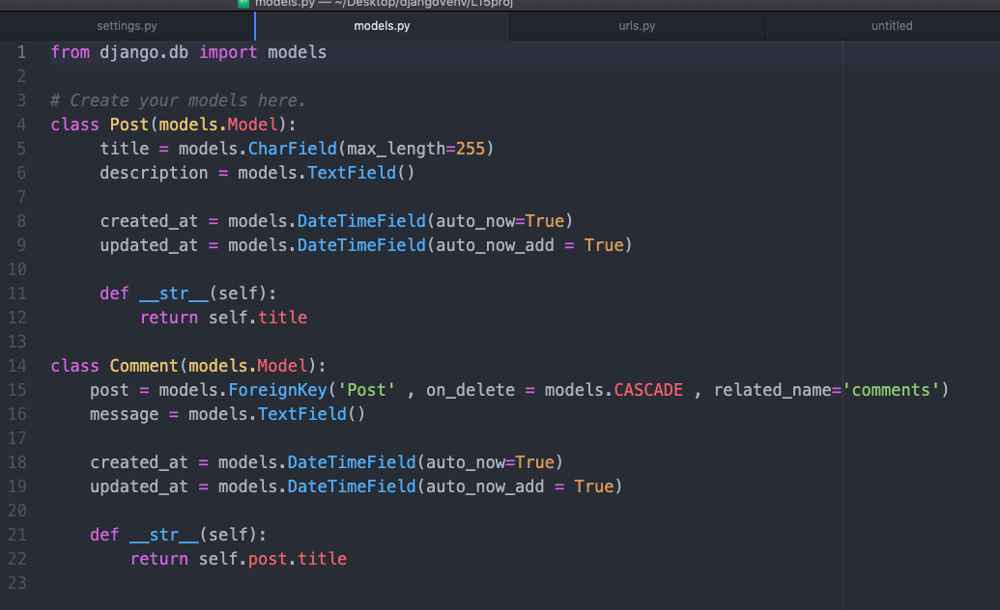 models.py — ~/Desktop/djangovenv/L15proj
settings.py models.py urls.py untitled
1 from django.db import models
2
3 # Create your models here.
4 class Post(models.Model):
5      title = models.CharField(max_length=255)
6      description = models.TextField()
7
8      created_at = models.DateTimeField(auto_now=True)
9      updated_at = models.DateTimeField(auto_now_add = True)
10
11      def __str__(self):
12          return self.title
13
14 class Comment(models.Model):
15     post = models.ForeignKey('Post' , on_delete = models.CASCADE , related_name='comments')
16     message = models.TextField()
17
18     created_at = models.DateTimeField(auto_now=True)
19     updated_at = models.DateTimeField(auto_now_add = True)
20
21     def __str__(self):
22         return self.post.title
23